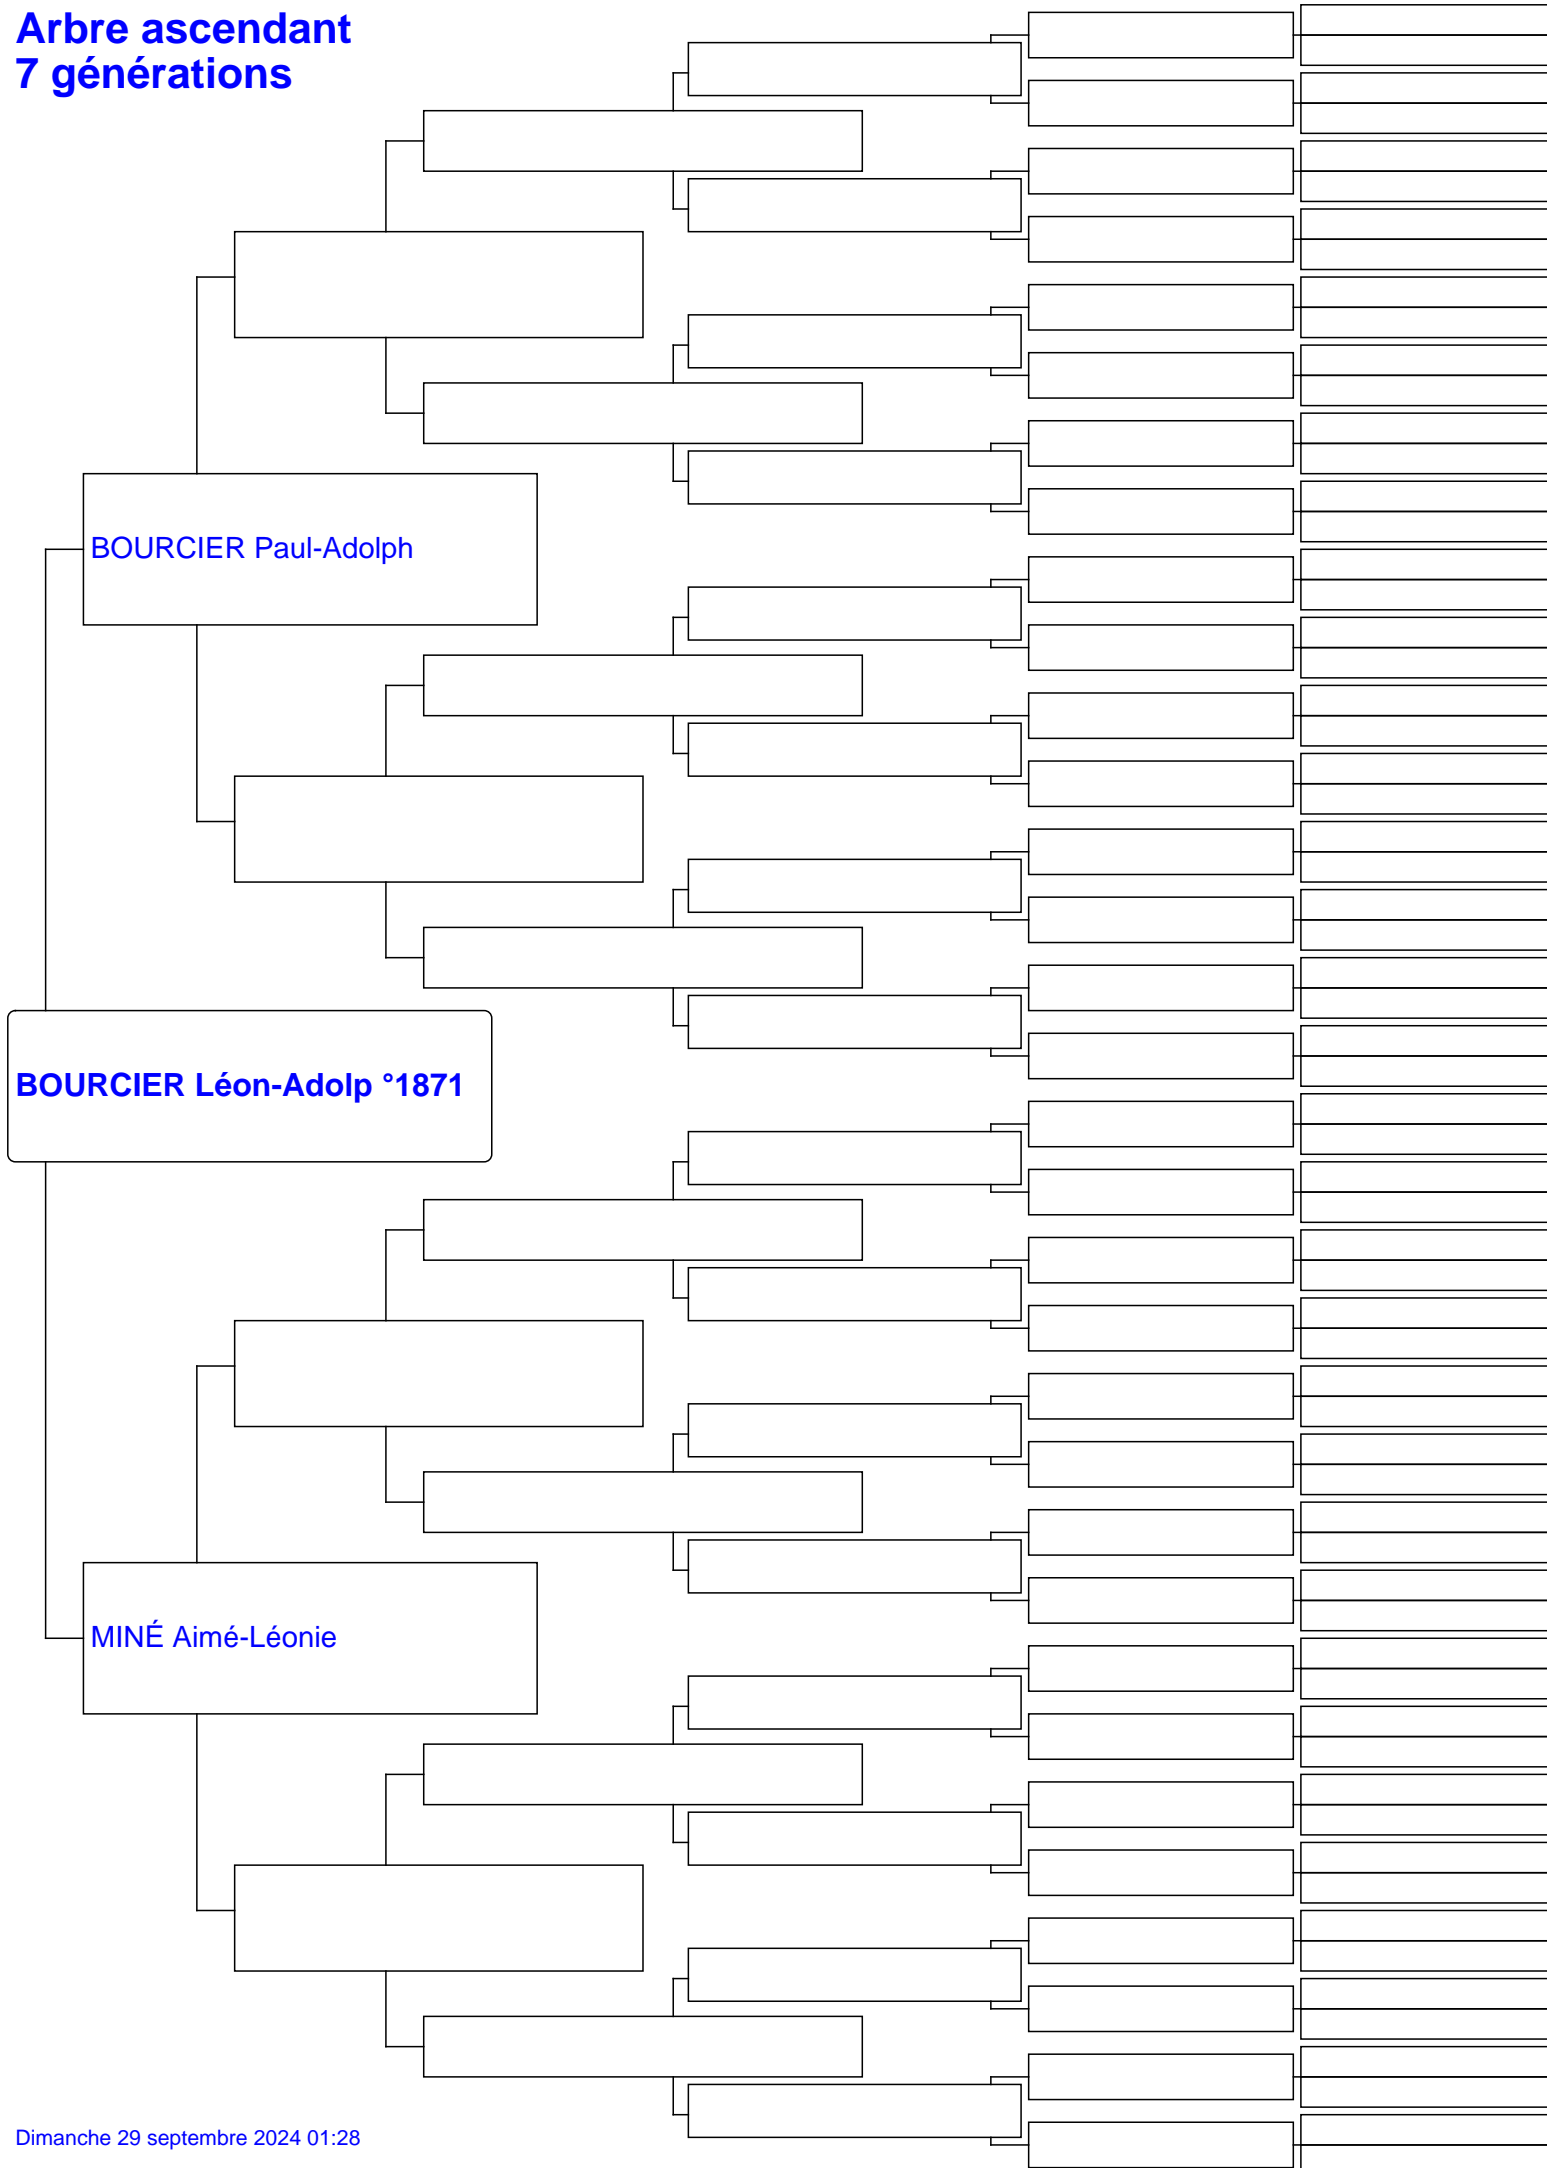 Arbre ascendant
7 générations
BOURCIER Paul-Adolph
BOURCIER Léon-Adolp °1871
MINÉ Aimé-Léonie
Dimanche 29 septembre 2024 01:28